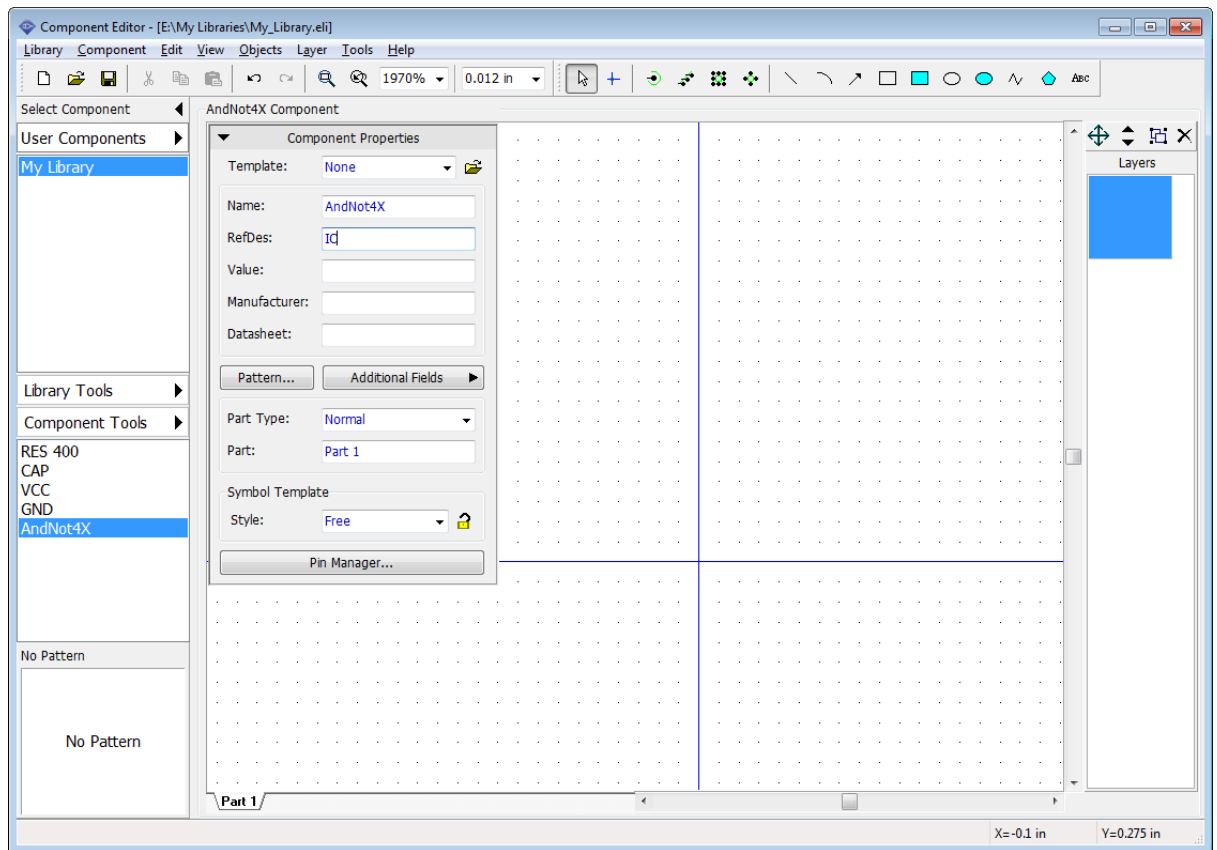 Component Editor - [E:\My Libraries\My_Library.eli]
Library Component Edit View Objects Layer Tools Help
1970% 0.012 in ABC
Select Component
AndNot4X Component
User Components
My Library
Component Properties
Template: None
Name: AndNot4X
RefDes: IC
Value:
Manufacturer:
Datasheet:
Pattern... Additional Fields
Part Type: Normal
Part: Part 1
Symbol Template
Style: Free
Pin Manager...
Layers
Library Tools
Component Tools
RES 400
CAP
VCC
GND
AndNot4X
No Pattern
No Pattern
Part 1
X=-0.1 in Y=0.275 in